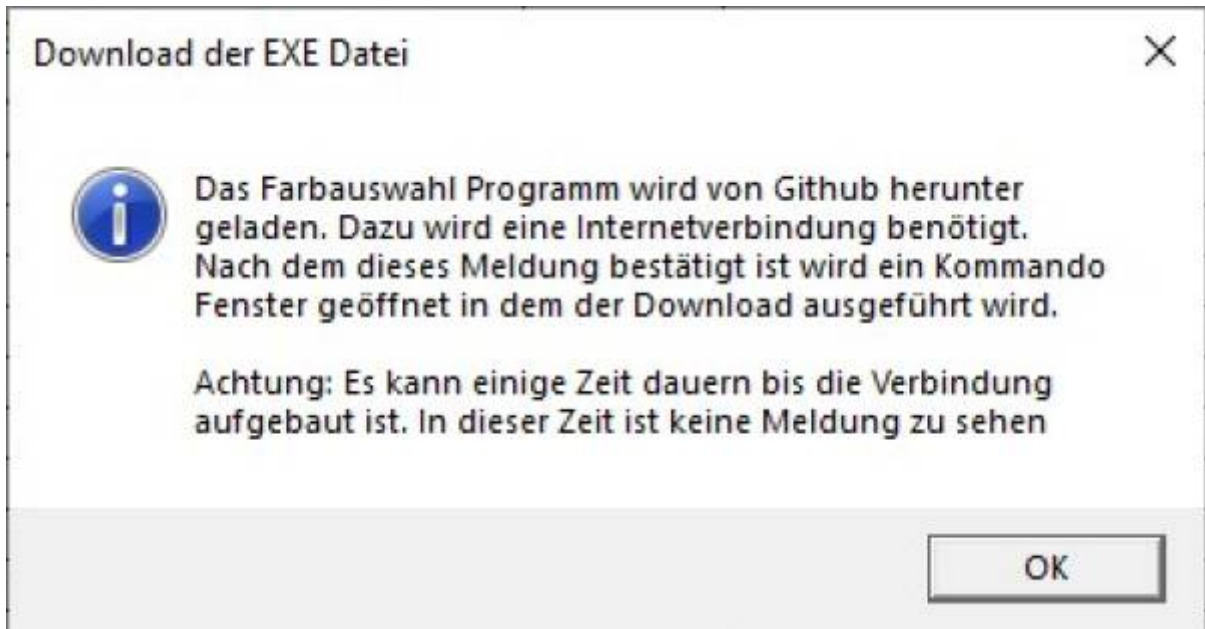 Download der EXE Datei
Das Farbauswahl Programm wird von Github herunter
geladen. Dazu wird eine Internetverbindung benötigt.
Nach dem dieses Meldung bestätigt ist wird ein Kommando
Fenster geöffnet in dem der Download ausgeführt wird.
Achtung: Es kann einige Zeit dauern bis die Verbindung
aufgebaut ist. In dieser Zeit ist keine Meldung zu sehen
OK